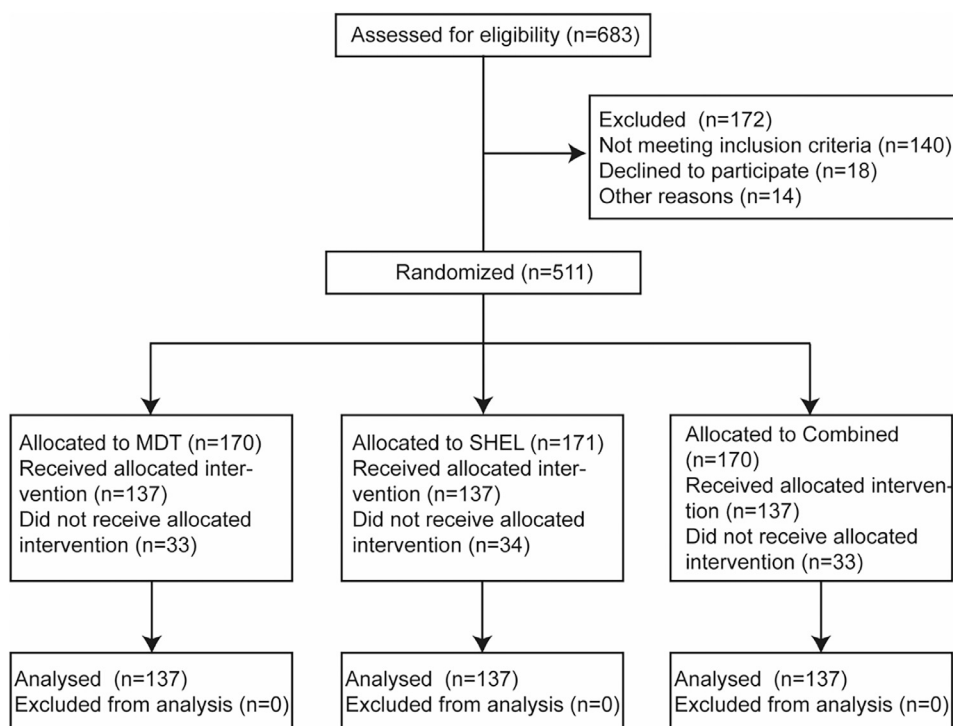 Assessed for eligibility (n=683)
Excluded (n=172)
Not meeting inclusion criteria (n=140)
Declined to participate (n=18)
Other reasons (n=14)
Randomized (n=511)
Allocated to MDT (n=170)
Received allocated inter-
vention (n=137)
Did not receive allocated
intervention (n=33)
Allocated to SHEL (n=171)
Received allocated inter-
vention (n=137)
Did not receive allocated
intervention (n=34)
Allocated to Combined
(n=170)
Received allocated interven-
tion (n=137)
Did not receive allocated
intervention (n=33)
Analysed (n=137)
Excluded from analysis (n=0)
Analysed (n=137)
Excluded from analysis (n=0)
Analysed (n=137)
Excluded from analysis (n=0)